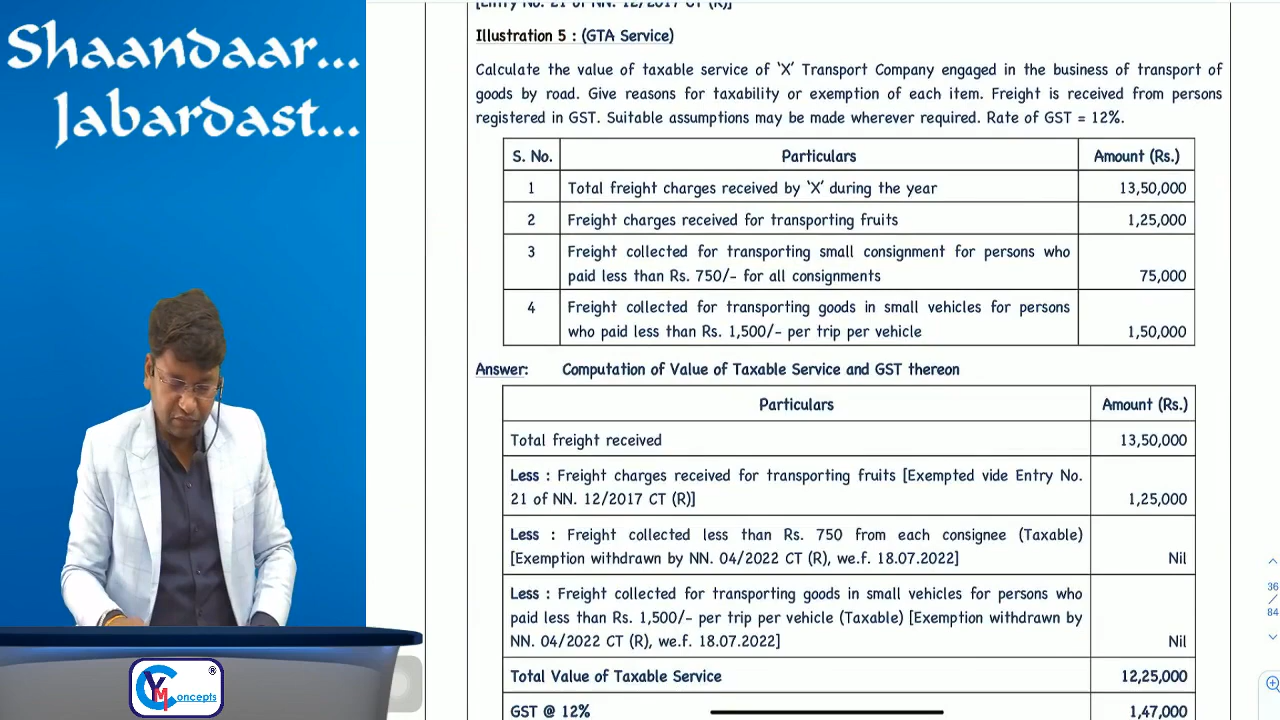 Shaandaar...
Jabardast...
[Entry No. 21 of NN. 12/2017 CT (R)]
Illustration 5 : (GTA Service)
Calculate the value of taxable service of ‘X’ Transport Company engaged in the business of transport of
goods by road. Give reasons for taxability or exemption of each item. Freight is received from persons
registered in GST. Suitable assumptions may be made wherever required. Rate of GST = 12%.
S. No. Particulars Amount (Rs.)
1 Total freight charges received by ‘X’ during the year 13,50,000
2 Freight charges received for transporting fruits 1,25,000
3 Freight collected for transporting small consignment for persons who
paid less than Rs. 750/- for all consignments 75,000
4 Freight collected for transporting goods in small vehicles for persons
who paid less than Rs. 1,500/- per trip per vehicle 1,50,000
Answer: Computation of Value of Taxable Service and GST thereon
Particulars Amount (Rs.)
Total freight received 13,50,000
Less : Freight charges received for transporting fruits [Exempted vide Entry No.
21 of NN. 12/2017 CT (R)] 1,25,000
Less : Freight collected less than Rs. 750 from each consignee (Taxable)
[Exemption withdrawn by NN. 04/2022 CT (R), we.f. 18.07.2022] Nil
Less : Freight collected for transporting goods in small vehicles for persons who
paid less than Rs. 1,500/- per trip per vehicle (Taxable) [Exemption withdrawn by
NN. 04/2022 CT (R), we.f. 18.07.2022] Nil
Total Value of Taxable Service 12,25,000
GST @ 12% 1,47,000
36
/
84
YM Concepts ®